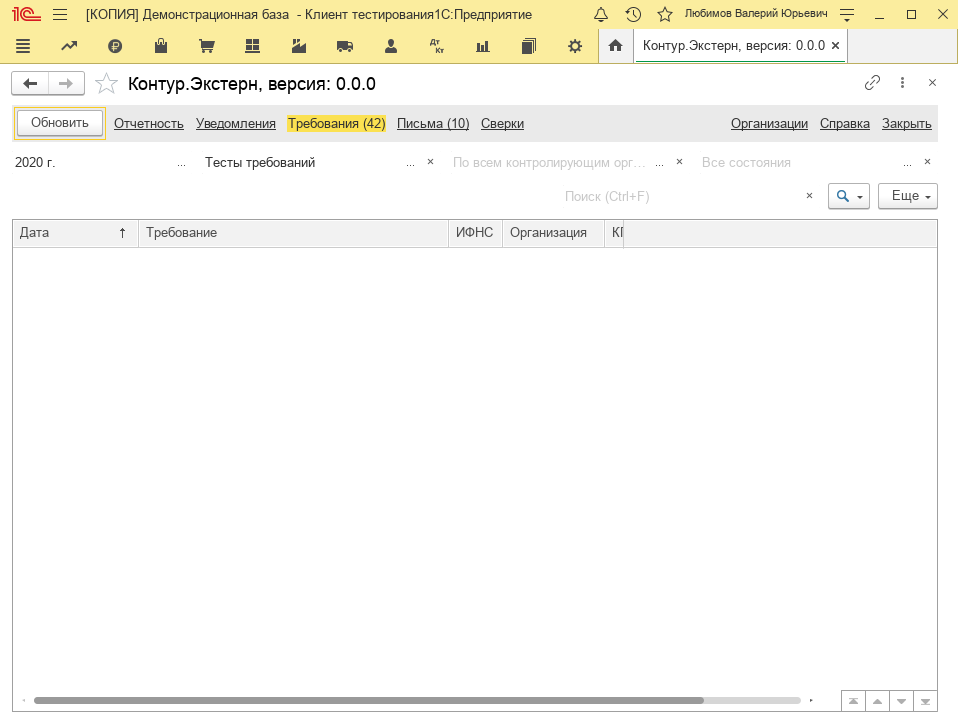 1С [КОПИЯ] Демонстрационная база - Клиент тестирования1С:Предприятие Любимов Валерий Юрьевич
Дт Кт Контур.Экстерн, версия: 0.0.0 ×
Контур.Экстерн, версия: 0.0.0
Обновить Отчетность Уведомления Требования (42) Письма (10) Сверки Организации Справка Закрыть
2020 г. ... Тесты требований ... × По всем контролирующим орг... ... × Все состояния ... ×
Поиск (Ctrl+F) × Еще
Дата ↑ Требование ИФНС Организация